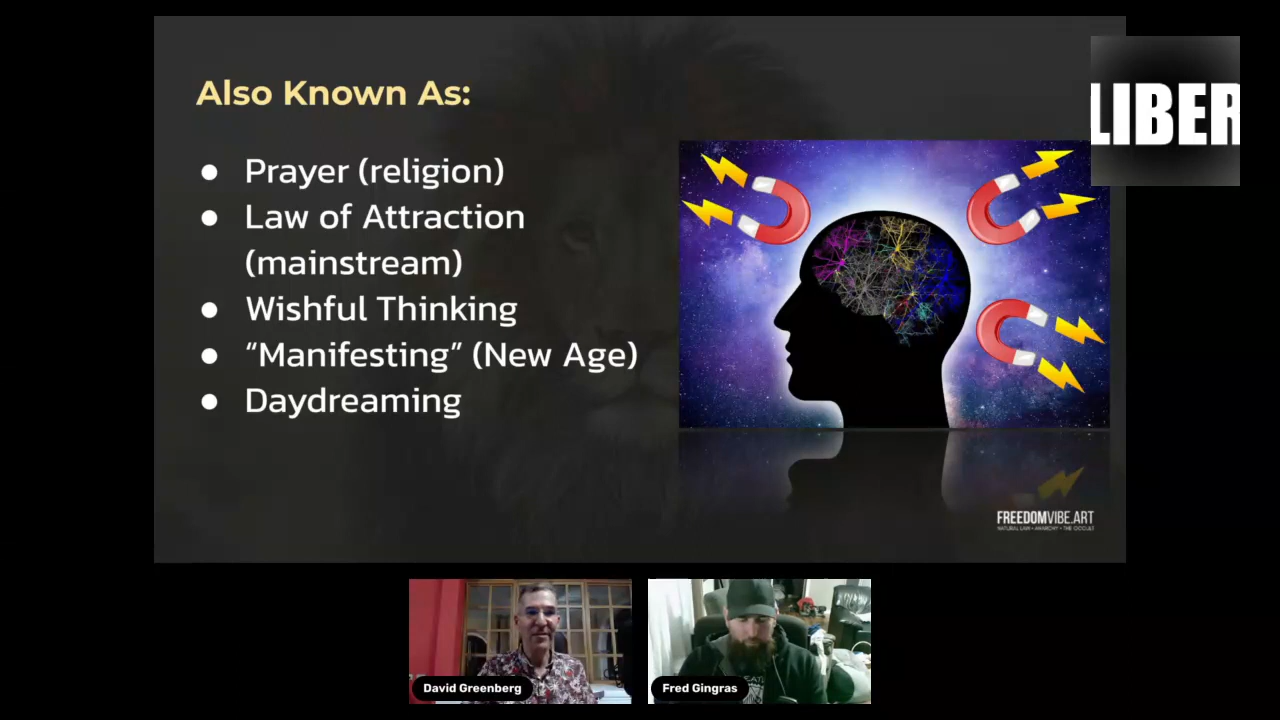 Also Known As:
LIBER
● Prayer (religion)
● Law of Attraction
(mainstream)
● Wishful Thinking
● “Manifesting” (New Age)
● Daydreaming
FREEDOMVIBE.ART
NATURAL LAW • ANARCHY • THE OCCULT
David Greenberg
Fred Gingras